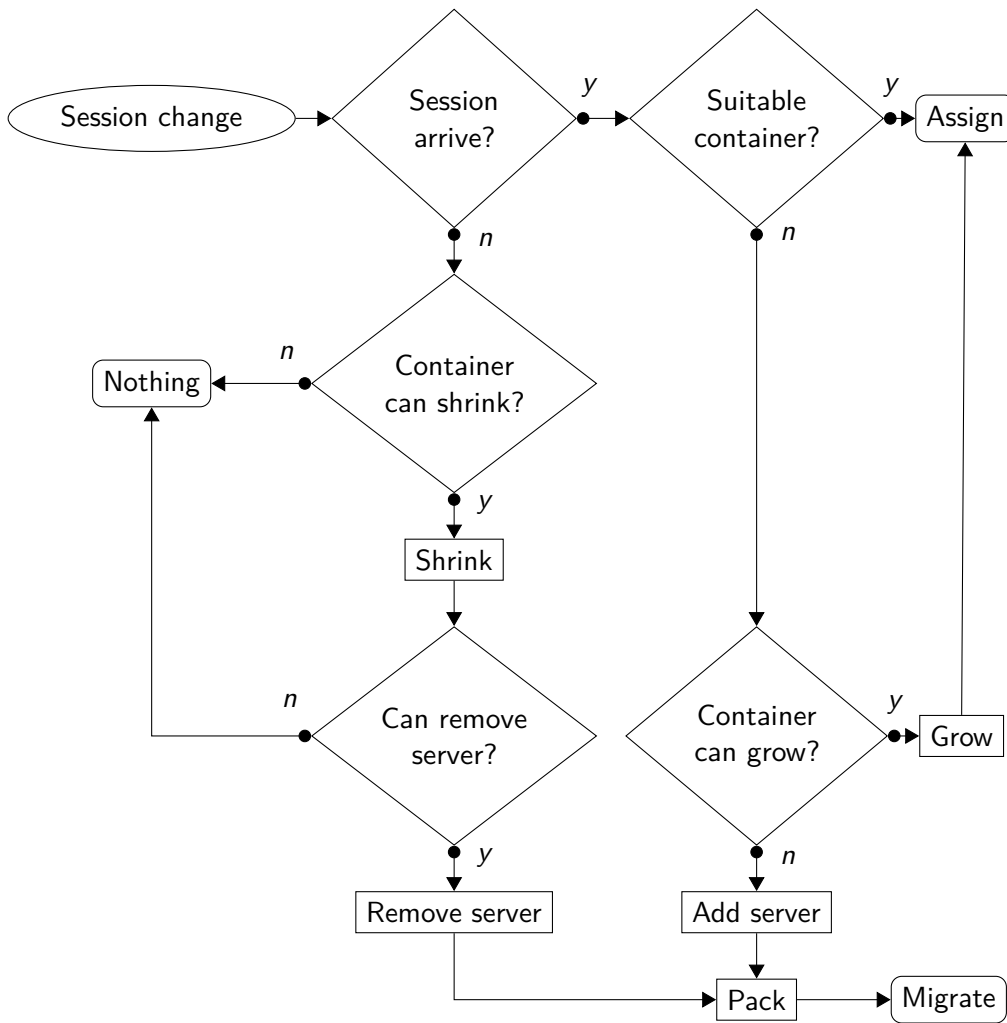 Session change
Session
arrive?
y
Suitable
container?
y
Assign
n
n
Container
can shrink?
n
Nothing
y
Shrink
Can remove
server?
n
Container
can grow?
y
Grow
y
n
Remove server
Add server
Pack
Migrate